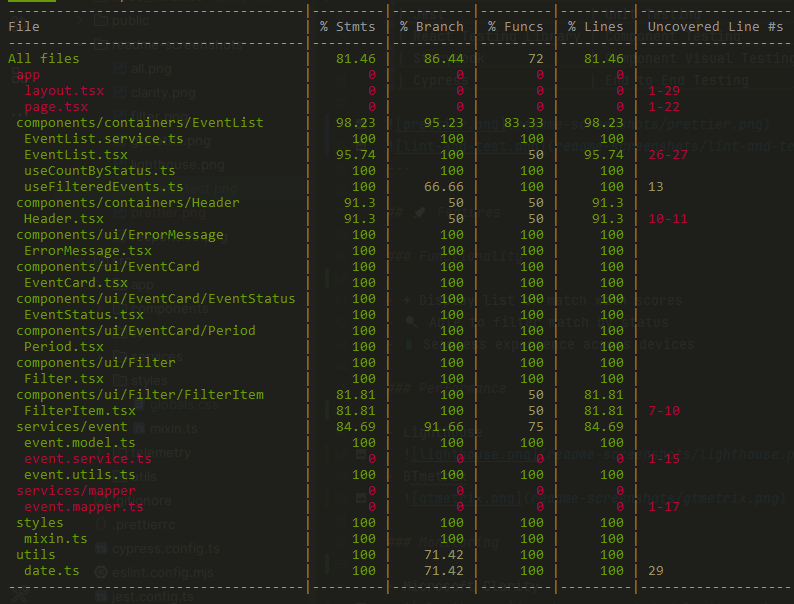 File | % Stmts | % Branch | % Funcs | % Lines | Uncovered Line #s
All files | 81.46 | 86.44 | 72 | 81.46 |
app | 0 | 0 | 0 | 0 |
layout.tsx | 0 | 0 | 0 | 0 | 1-29
page.tsx | 0 | 0 | 0 | 0 | 1-22
components/containers/EventList | 98.23 | 95.23 | 83.33 | 98.23 |
EventList.service.ts | 100 | 100 | 100 | 100 |
EventList.tsx | 95.74 | 100 | 50 | 95.74 | 26-27
useCountByStatus.ts | 100 | 100 | 100 | 100 |
useFilteredEvents.ts | 100 | 66.66 | 100 | 100 | 13
components/containers/Header | 91.3 | 50 | 50 | 91.3 |
Header.tsx | 91.3 | 50 | 50 | 91.3 | 10-11
components/ui/ErrorMessage | 100 | 100 | 100 | 100 |
ErrorMessage.tsx | 100 | 100 | 100 | 100 |
components/ui/EventCard | 100 | 100 | 100 | 100 |
EventCard.tsx | 100 | 100 | 100 | 100 |
components/ui/EventCard/EventStatus | 100 | 100 | 100 | 100 |
EventStatus.tsx | 100 | 100 | 100 | 100 |
components/ui/EventCard/Period | 100 | 100 | 100 | 100 |
Period.tsx | 100 | 100 | 100 | 100 |
components/ui/Filter | 100 | 100 | 100 | 100 |
Filter.tsx | 100 | 100 | 100 | 100 |
components/ui/Filter/FilterItem | 81.81 | 100 | 50 | 81.81 |
FilterItem.tsx | 81.81 | 100 | 50 | 81.81 | 7-10
services/event | 84.69 | 91.66 | 75 | 84.69 |
event.model.ts | 100 | 100 | 100 | 100 |
event.service.ts | 0 | 0 | 0 | 0 | 1-15
event.utils.ts | 100 | 100 | 100 | 100 |
services/mapper | 0 | 0 | 0 | 0 |
event.mapper.ts | 0 | 0 | 0 | 0 | 1-17
styles | 100 | 100 | 100 | 100 |
mixin.ts | 100 | 100 | 100 | 100 |
utils | 100 | 71.42 | 100 | 100 |
date.ts | 100 | 71.42 | 100 | 100 | 29